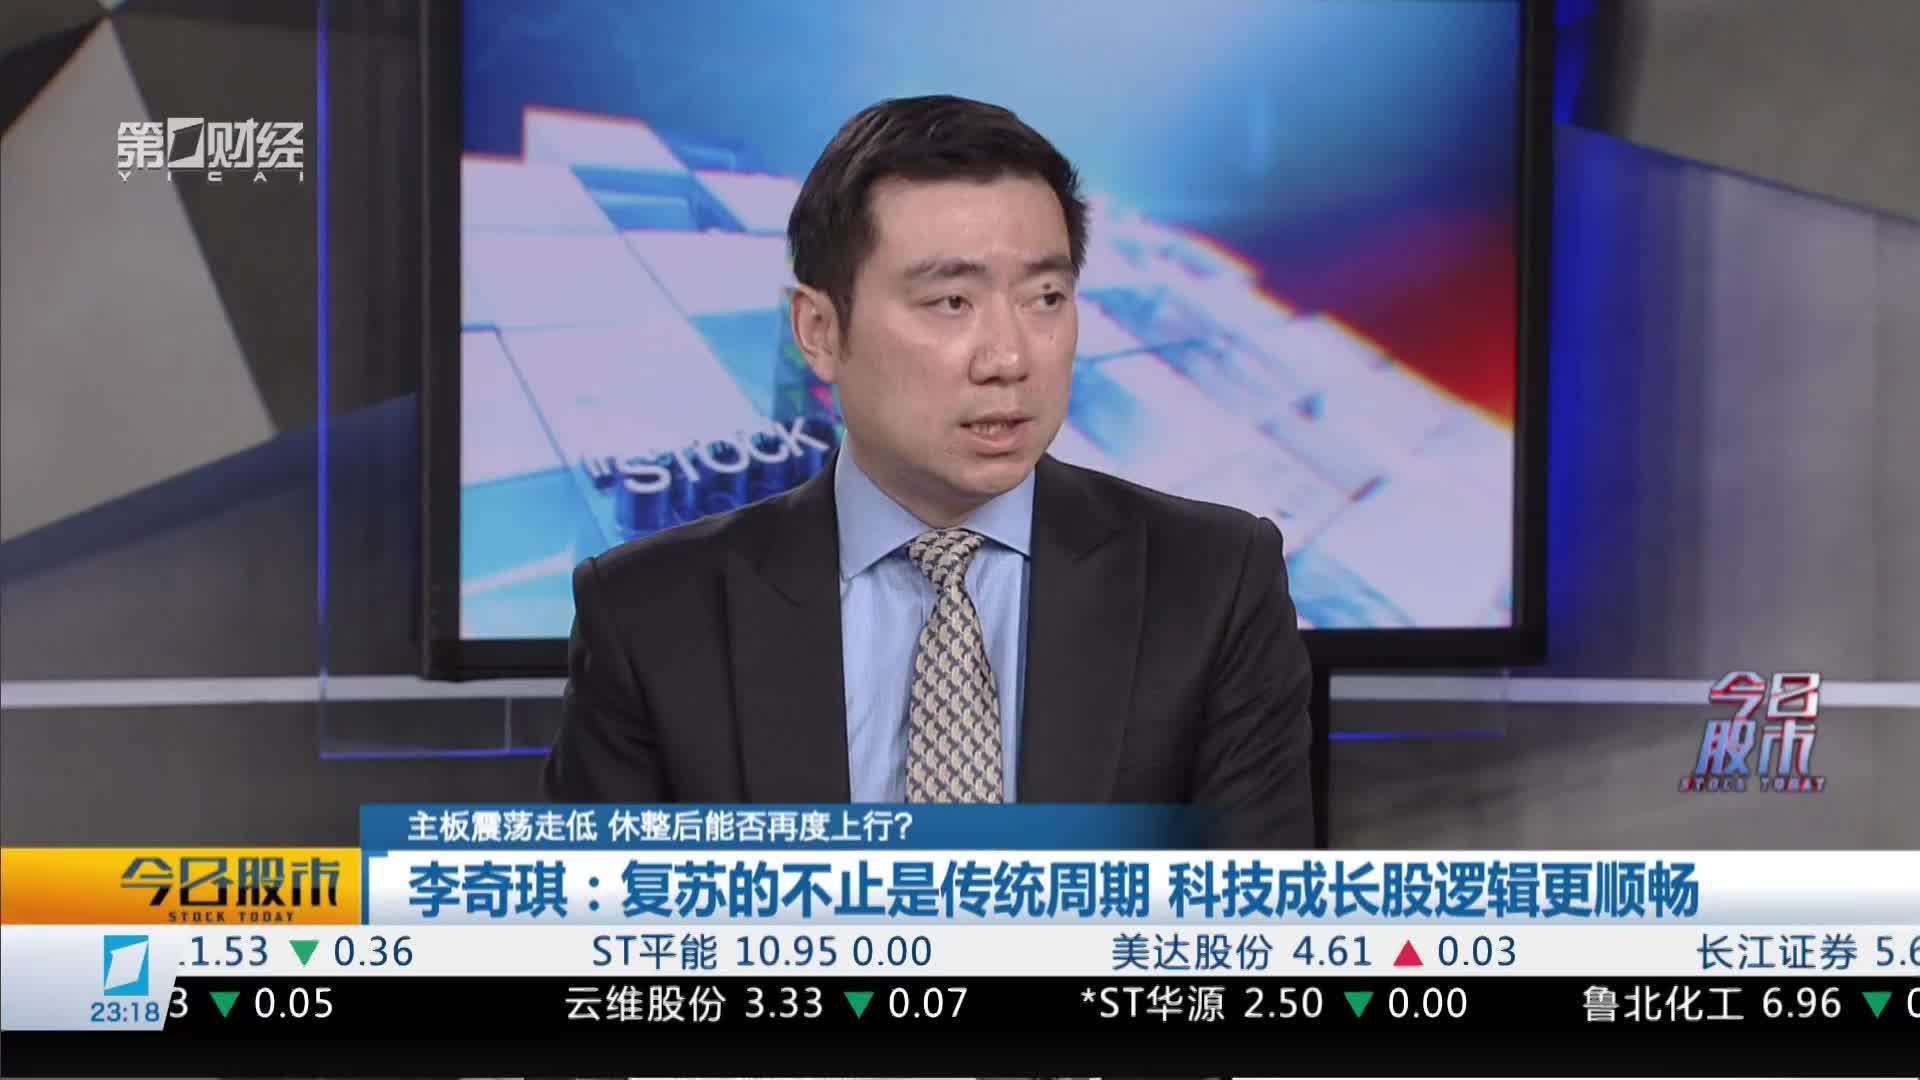 第一财经
YICAI
"STOCK
今日
股市
STOCK TODAY
主板震荡走低 休整后能否再度上行?
今日股市
STOCK TODAY
李奇琪：复苏的不止是传统周期 科技成长股逻辑更顺畅
1.53 ▼ 0.36 ST平能 10.95 0.00 美达股份 4.61 ▲ 0.03 长江证券 5.6
23:18
3 ▼ 0.05 云维股份 3.33 ▼ 0.07 *ST华源 2.50 ▼ 0.00 鲁北化工 6.96 ▼ 0